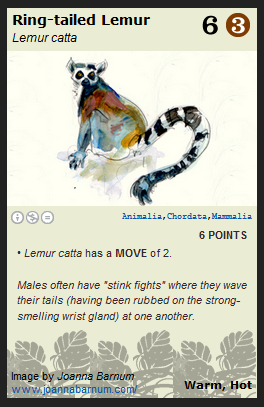 Ring-tailed Lemur 6 3
Lemur catta
Animalia,Chordata,Mammalia
6 POINTS
• Lemur catta has a MOVE of 2.
Males often have "stink fights" where they wave
their tails (having been rubbed on the strong-
smelling wrist gland) at one another.
Image by Joanna Barnum
www.joannabarnum.com/
Warm, Hot